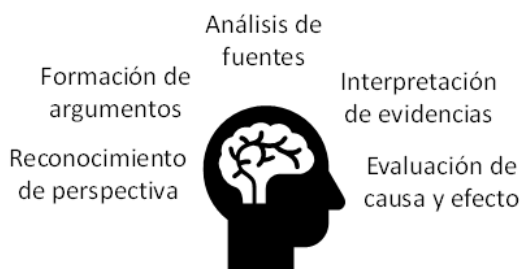 Análisis de
fuentes
Formación de
argumentos
Interpretación
de evidencias
Reconocimiento
de perspectiva
Evaluación de
causa y efecto